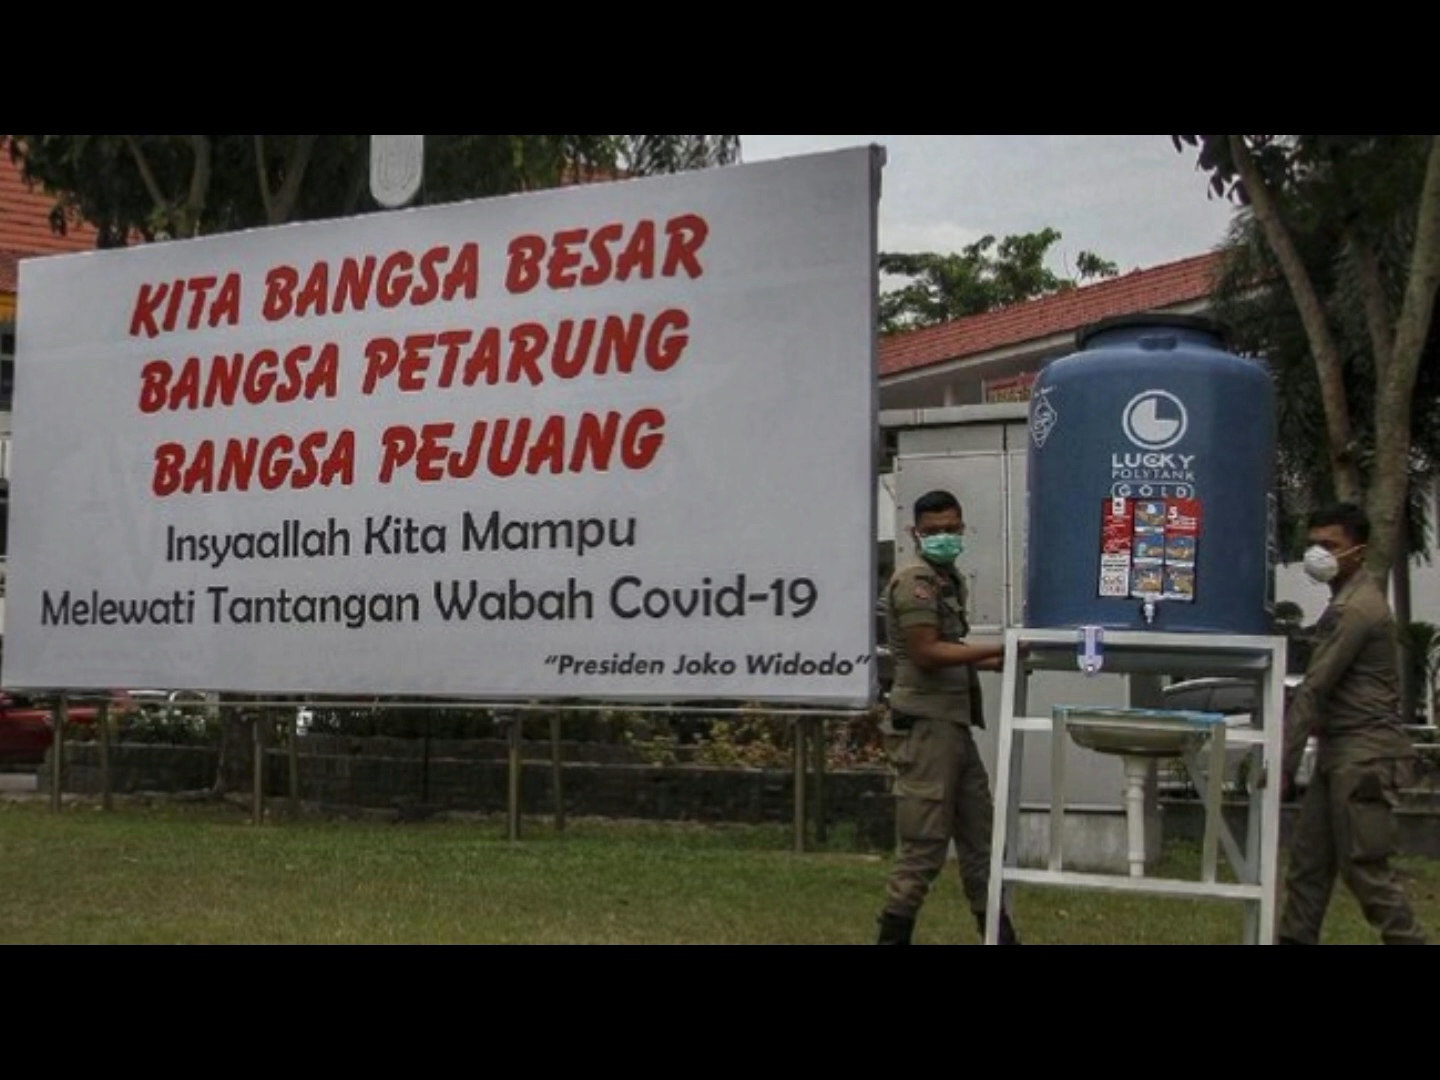 KITA BANGSA BESAR
BANGSA PETARUNG
BANGSA PEJUANG
Insyaallah Kita Mampu
Melewati Tantangan Wabah Covid-19
"Presiden Joko Widodo"
LUCKY
POLYTANK
GOLD
5